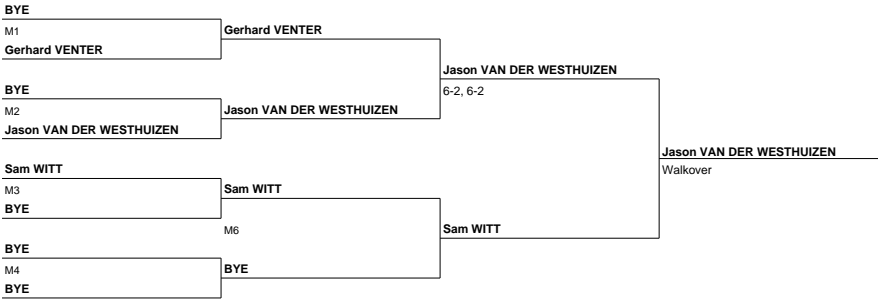 BYE
M1
Gerhard VENTER
Gerhard VENTER
BYE
M2
Jason VAN DER WESTHUIZEN
Jason VAN DER WESTHUIZEN
Jason VAN DER WESTHUIZEN
6-2, 6-2
Sam WITT
M3
BYE
Sam WITT
M6
BYE
M4
BYE
BYE
Sam WITT
Jason VAN DER WESTHUIZEN
Walkover